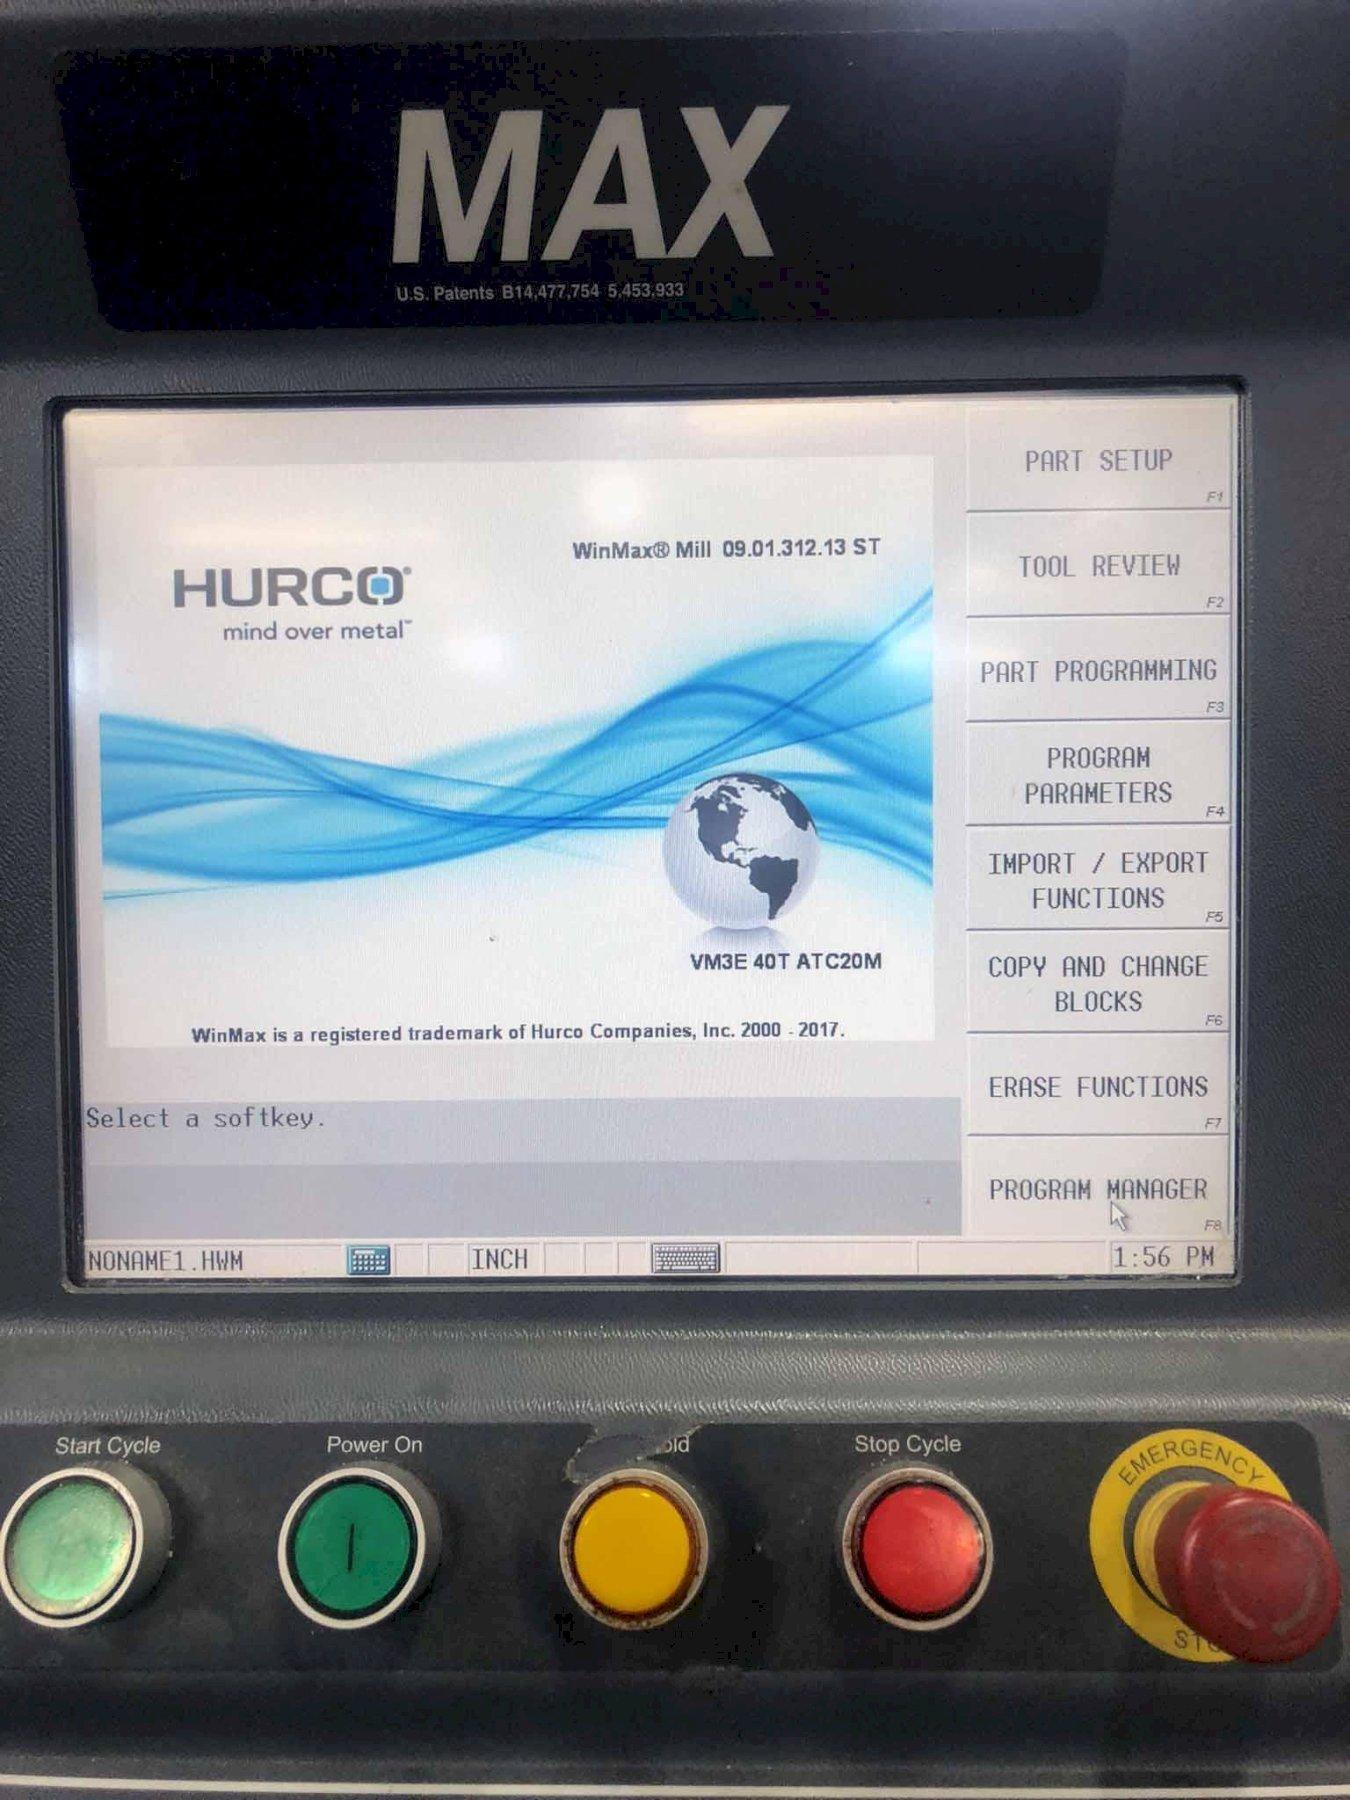 MAX
U.S. Patents B14,477,754 5,453,933
WinMax® Mill 09.01.312.13 ST
HURCO®
mind over metal™
VM3E 40T ATC20M
WinMax is a registered trademark of Hurco Companies, Inc. 2000 - 2017.
Select a softkey.
PART SETUP
F1
TOOL REVIEW
F2
PART PROGRAMMING
F3
PROGRAM
PARAMETERS
F4
IMPORT / EXPORT
FUNCTIONS
F5
COPY AND CHANGE
BLOCKS
F6
ERASE FUNCTIONS
F7
PROGRAM MANAGER
F8
NONAME1.HWM
INCH
1:56 PM
Start Cycle
Power On
Stop Cycle
EMERGENCY